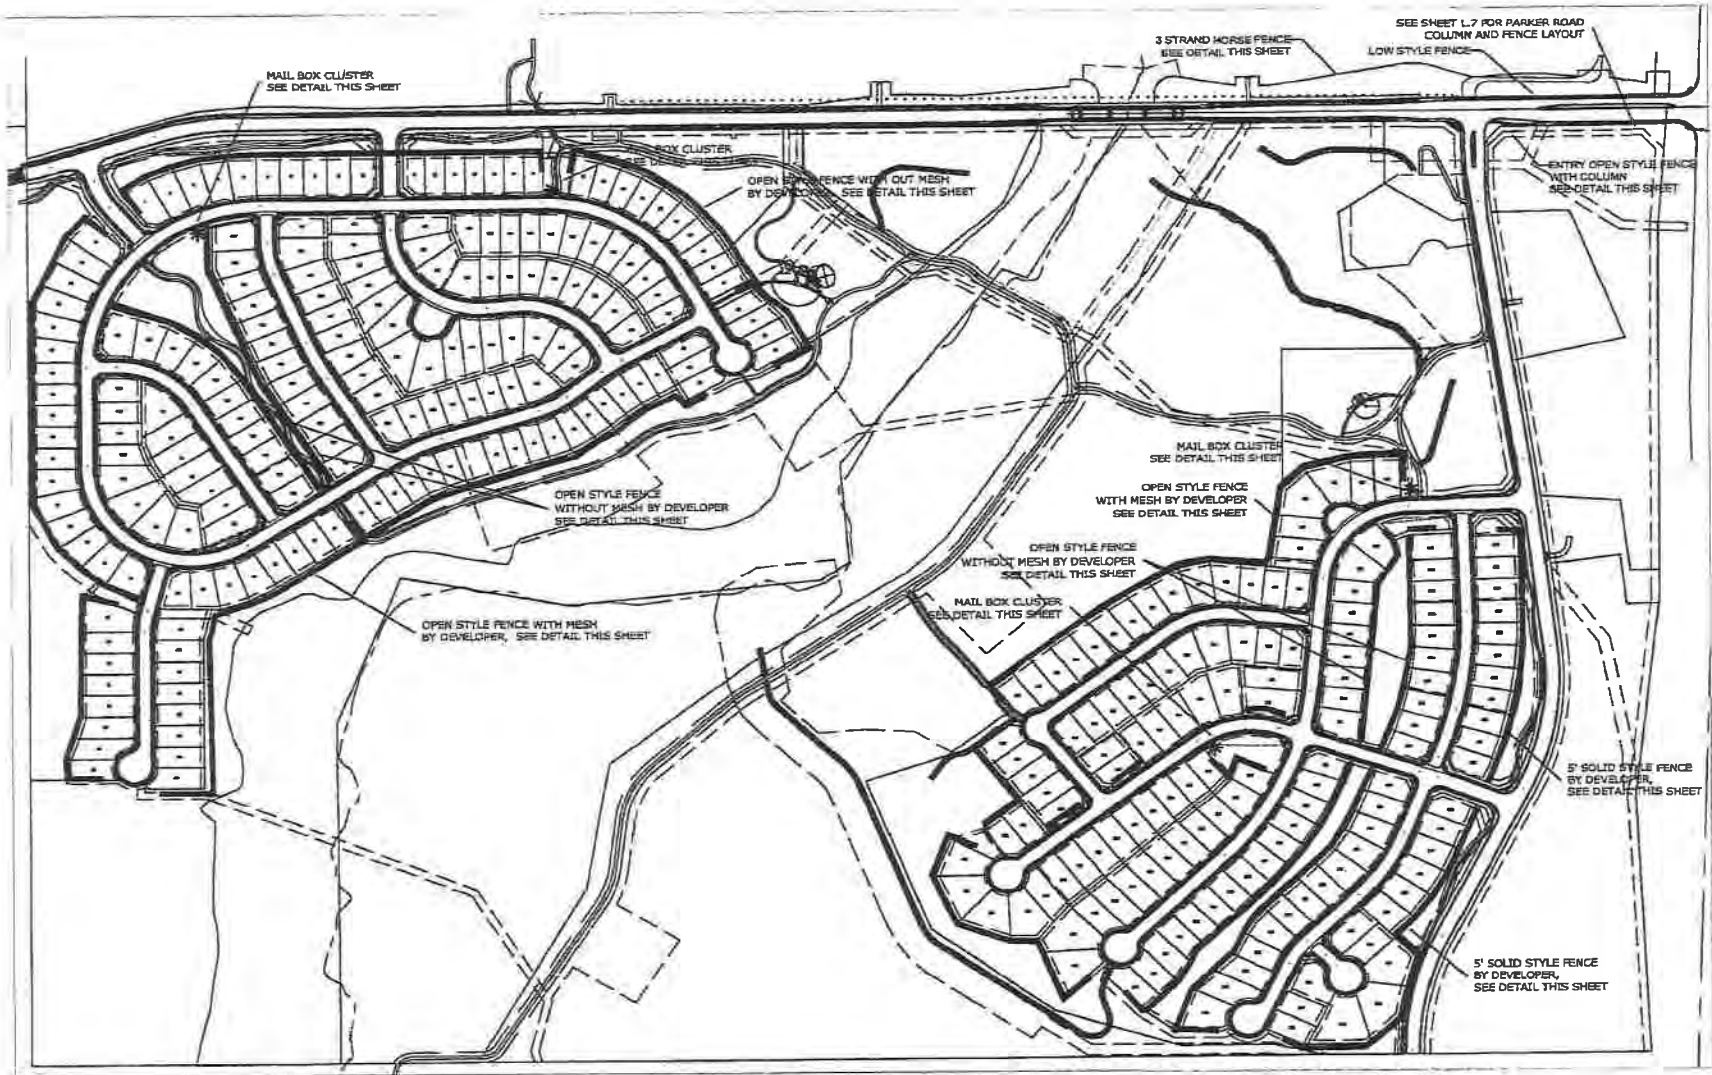 SEE SHEET L.7 FOR PARKER ROAD
COLUMN AND FENCE LAYOUT
3 STRAND HORSE FENCE
SEE DETAIL THIS SHEET
LOW STYLE FENCE
MAIL BOX CLUSTER
SEE DETAIL THIS SHEET
BOX CLUSTER
SEE DETAIL THIS
OPEN STYLE FENCE WITH OUT MESH
BY DEVELOPER, SEE DETAIL THIS SHEET
ENTRY OPEN STYLE FENCE
WITH COLUMN
SEE DETAIL THIS SHEET
MAIL BOX CLUSTER
SEE DETAIL THIS SHEET
OPEN STYLE FENCE
WITH MESH BY DEVELOPER
SEE DETAIL THIS SHEET
OPEN STYLE FENCE
WITHOUT MESH BY DEVELOPER
SEE DETAIL THIS SHEET
OPEN STYLE FENCE
WITHOUT MESH BY DEVELOPER
SEE DETAIL THIS SHEET
MAIL BOX CLUSTER
SEE DETAIL THIS SHEET
OPEN STYLE FENCE WITH MESH
BY DEVELOPER, SEE DETAIL THIS SHEET
5' SOLID STYLE FENCE
BY DEVELOPER,
SEE DETAIL THIS SHEET
5' SOLID STYLE FENCE
BY DEVELOPER,
SEE DETAIL THIS SHEET